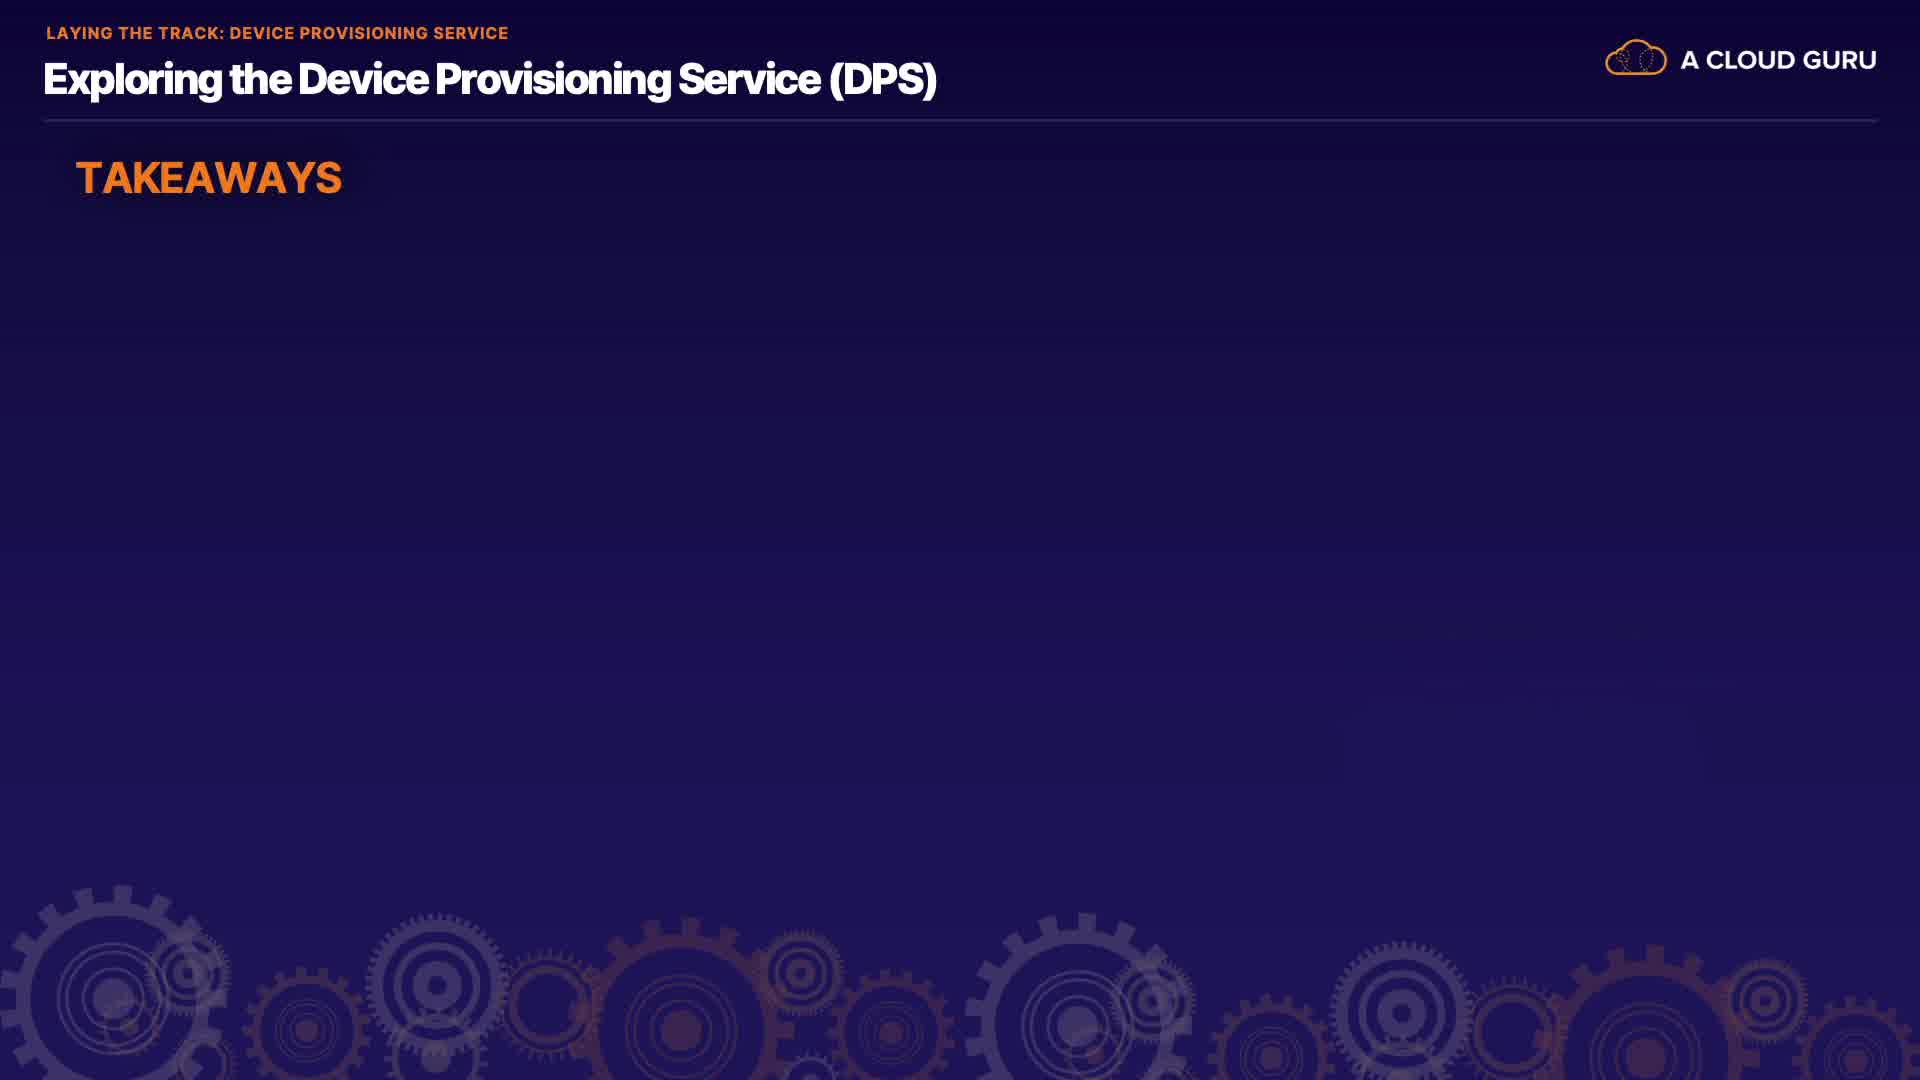 LAYING THE TRACK: DEVICE PROVISIONING SERVICE
Exploring the Device Provisioning Service (DPS)
A CLOUD GURU
TAKEAWAYS